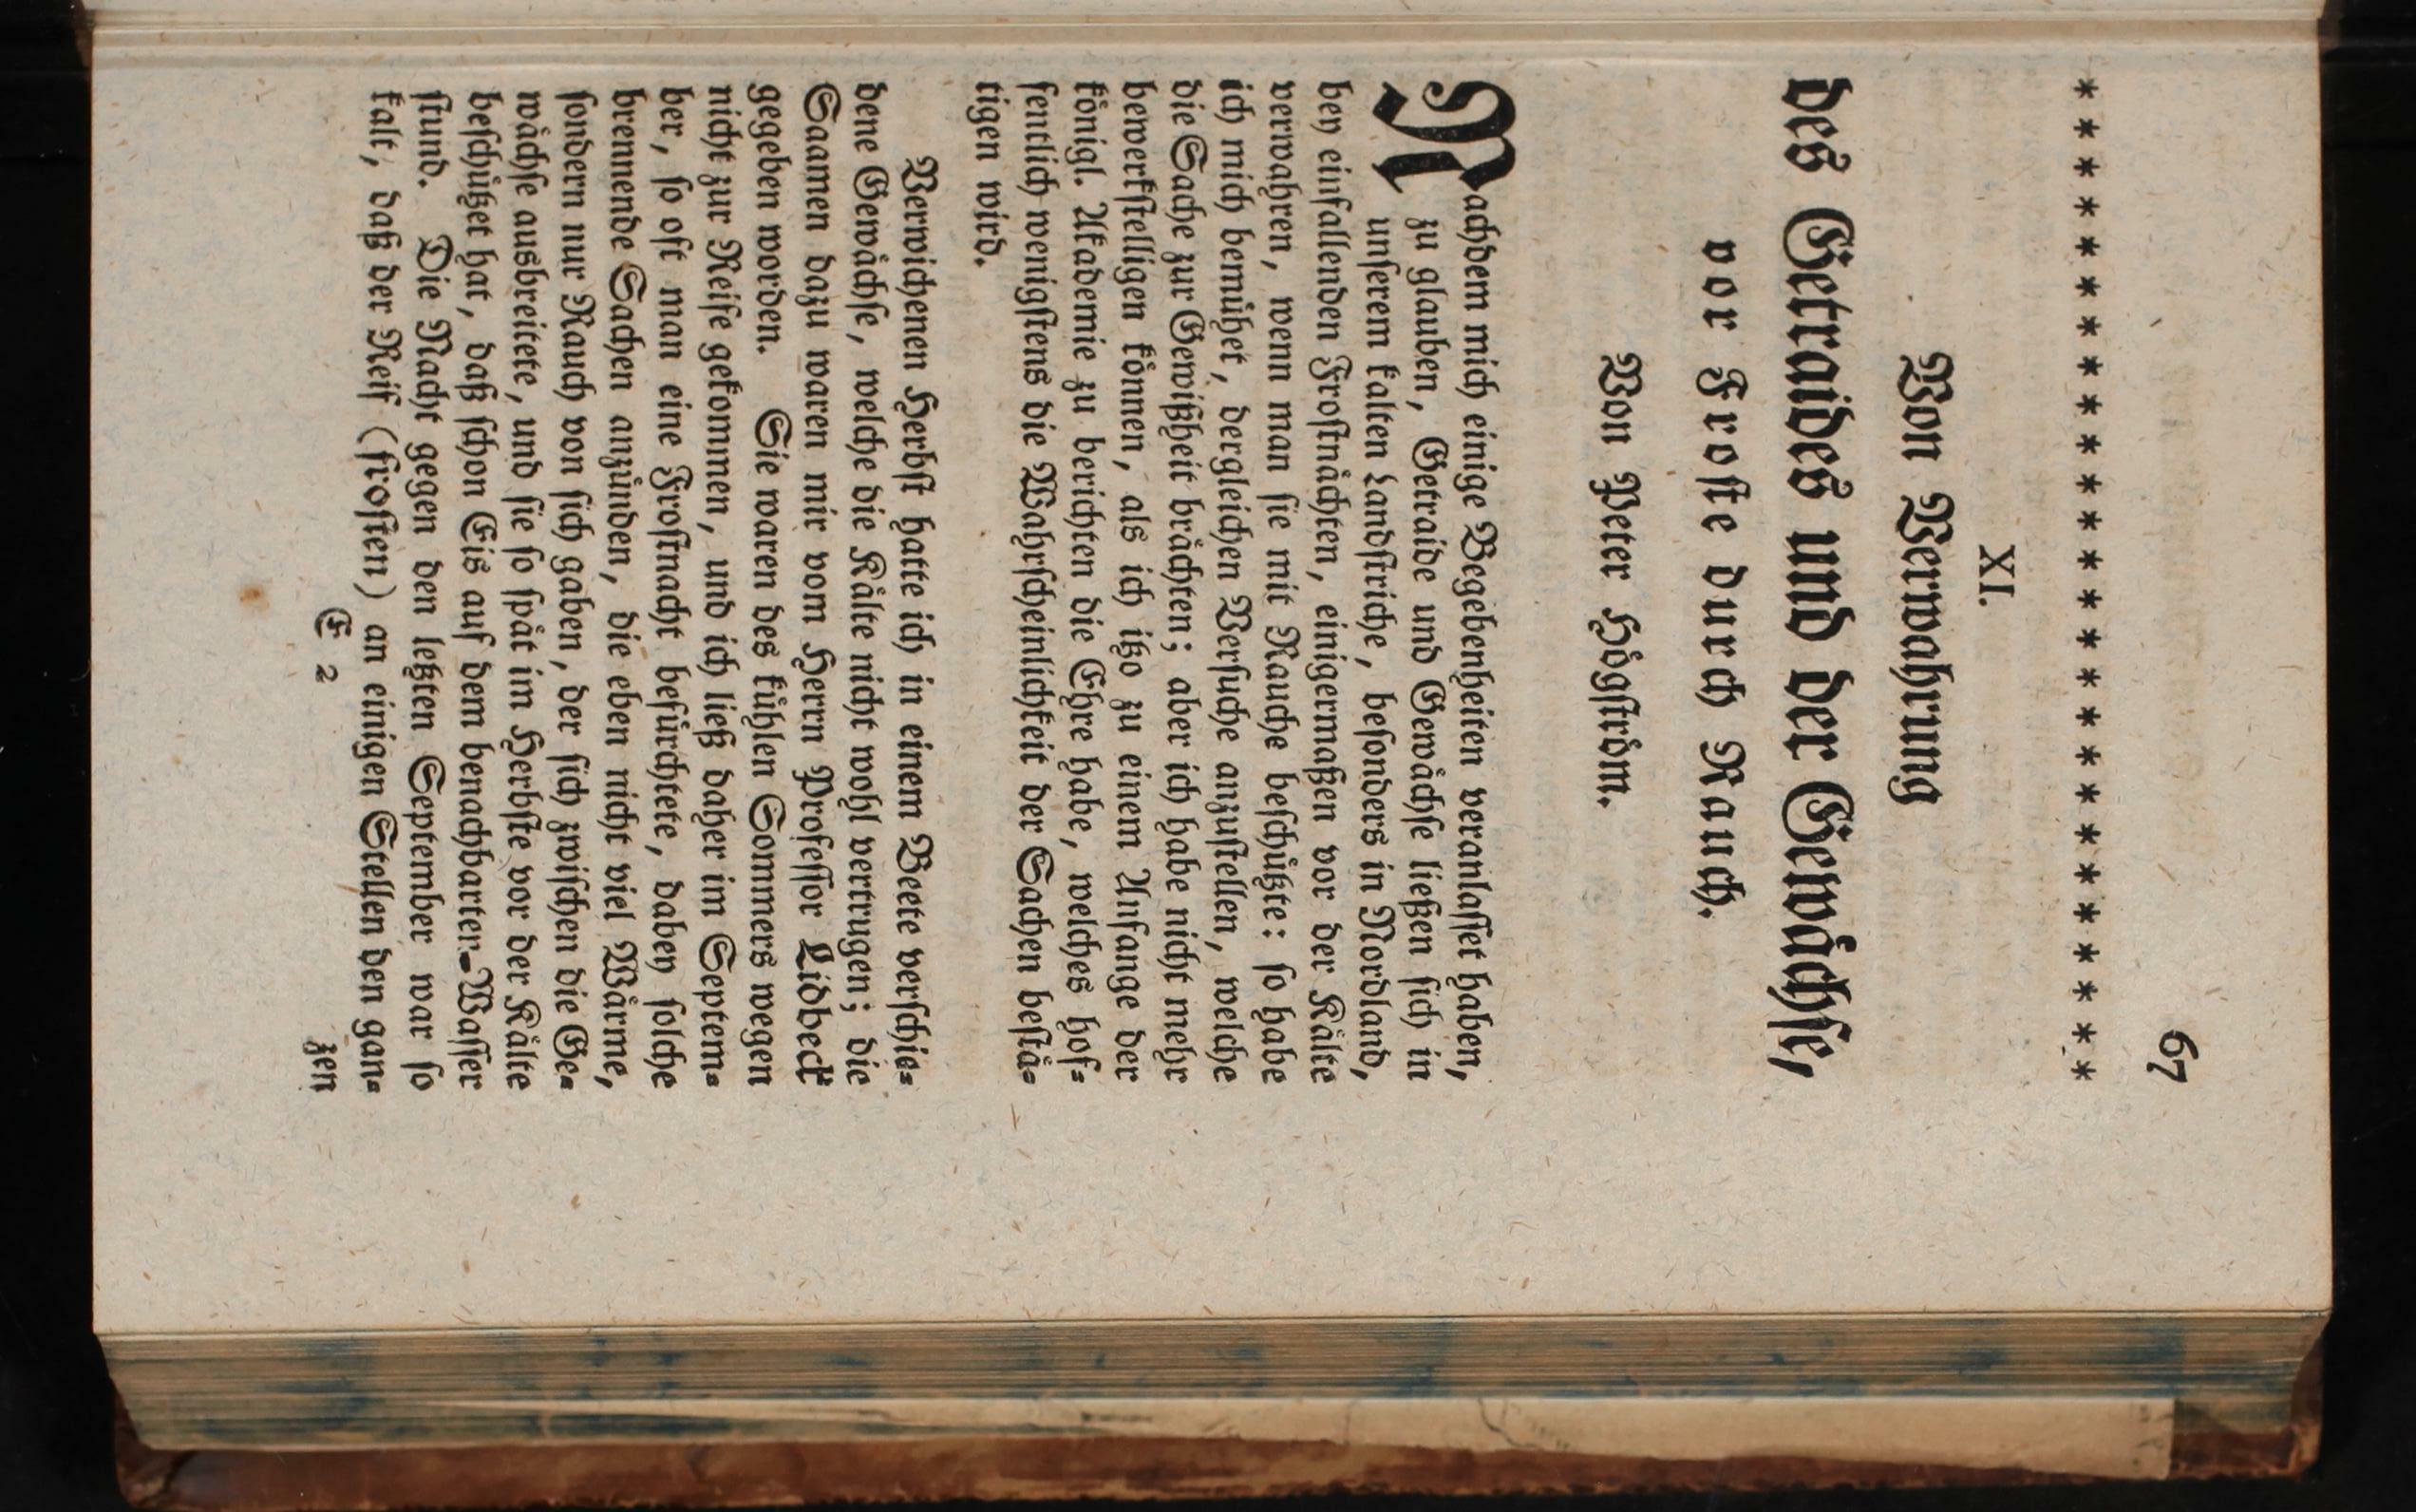 67
* * * * * * * * * * * * * * * * * * * * * * * * * *
XI.
Von Verwahrung
des Getraides und der Gewächse,
vor Froste durch Rauch.
Von Peter Högström.
Nachdem mich einige Begebenheiten veranlasset haben,
zu glauben, Getraide und Gewächse ließen sich in
unserem kalten Landstriche, besonders in Nordland,
bey einfallenden Frostnächten, einigermaßen vor der Kälte
verwahren, wenn man sie mit Rauche beschützte: so habe
ich mich bemühet, dergleichen Versuche anzustellen, welche
die Sache zur Gewißheit brächten; aber ich habe nicht mehr
bewerkstelligen können, als ich itzo zu einem Anfange der
königl. Akademie zu berichten die Ehre habe, welches hof-
fentlich wenigstens die Wahrscheinlichkeit der Sachen bestä-
tigen wird.
Verwichenen Herbst hatte ich in einem Beete verschie-
dene Gewächse, welche die Kälte nicht wohl vertrugen; die
Saamen dazu waren mir vom Herrn Professor Lidbeck
gegeben worden. Sie waren des kühlen Sommers wegen
nicht zur Reise gekommen, und ich ließ daher im Septem-
ber, so oft man eine Frostnacht befürchtete, dabey solche
brennende Sachen anzünden, die eben nicht viel Wärme,
sondern nur Rauch von sich gaben, der sich zwischen die Ge-
wächse ausbreitete, und sie so spät im Herbste vor der Kälte
beschützet hat, daß schon Eis auf dem benachbarten Wasser
stund. Die Nacht gegen den letzten September war so
kalt, daß der Reif (frosten) an einigen Stellen den gan-
E 2
zen